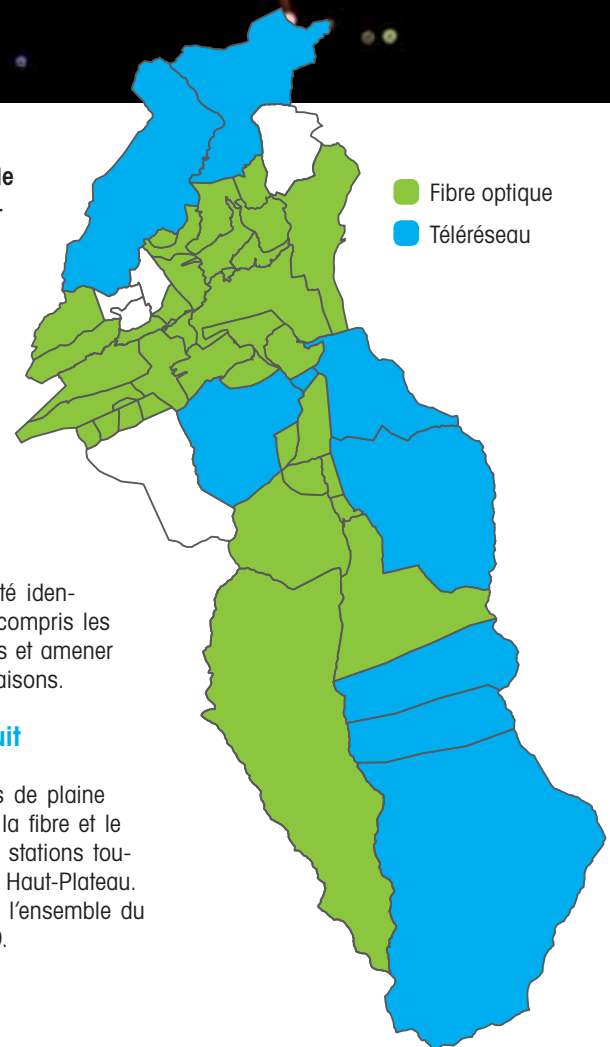 le
-
Fibre optique
Téléréseau
té iden-
compris les
s et amener
aisons.
uit
s de plaine
la fibre et le
stations tou-
Haut-Plateau.
l'ensemble du
).